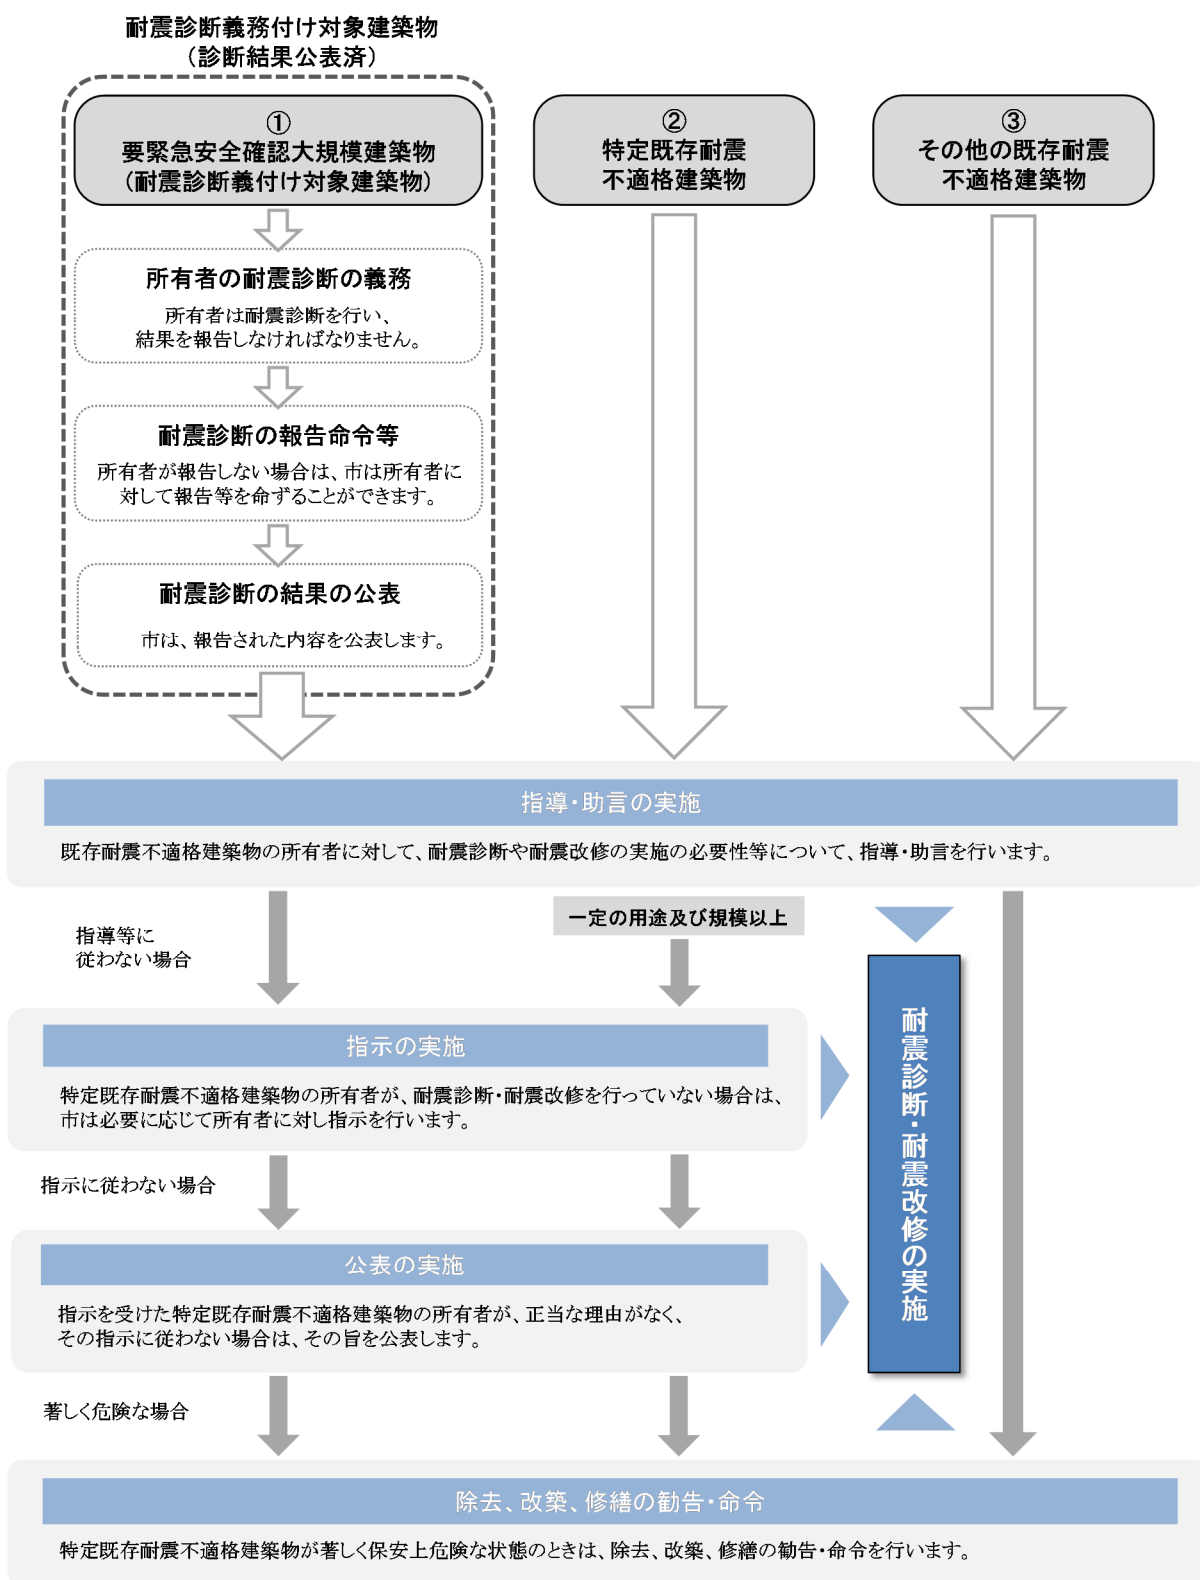 耐震診断義務付け対象建築物
（診断結果公表済）
①
要緊急安全確認大規模建築物
(耐震診断義付け対象建築物)
②
特定既存耐震
不適格建築物
③
その他の既存耐震
不適格建築物
所有者の耐震診断の義務
所有者は耐震診断を行い、
結果を報告しなければなりません。
耐震診断の報告命令等
所有者が報告しない場合は、市は所有者に
対して報告等を命ずることができます。
耐震診断の結果の公表
市は、報告された内容を公表します。
指導・助言の実施
既存耐震不適格建築物の所有者に対して、耐震診断や耐震改修の実施の必要性等について、指導・助言を行います。
指導等に
従わない場合
一定の用途及び規模以上
指示の実施
特定既存耐震不適格建築物の所有者が、耐震診断・耐震改修を行っていない場合は、
市は必要に応じて所有者に対し指示を行います。
指示に従わない場合
公表の実施
指示を受けた特定既存耐震不適格建築物の所有者が、正当な理由がなく、
その指示に従わない場合は、その旨を公表します。
耐震診断・耐震改修の実施
著しく危険な場合
除去、改築、修繕の勧告・命令
特定既存耐震不適格建築物が著しく保安上危険な状態のときは、除去、改築、修繕の勧告・命令を行います。